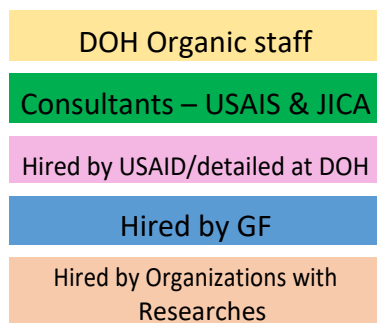 DOH Organic staff
Consultants – USAIS & JICA
Hired by USAID/detailed at DOH
Hired by GF
Hired by Organizations with
Researches